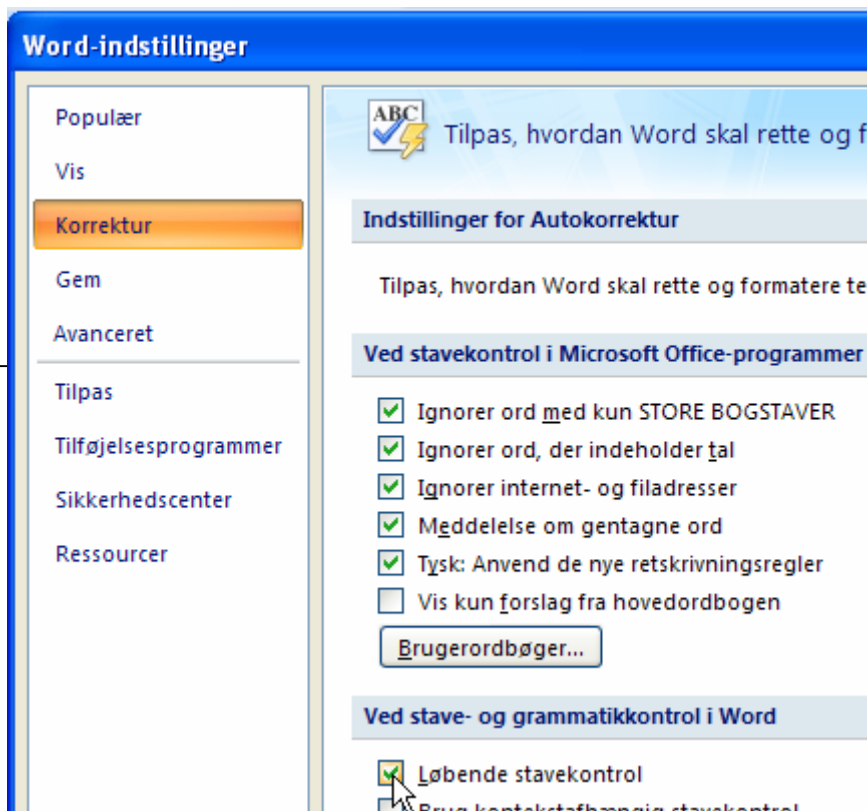 Word-indstillinger
Populær
Vis
Korrektur
Gem
Avanceret
Tilpas
Tilføjelsesprogrammer
Sikkerhedscenter
Ressourcer
ABC
Tilpas, hvordan Word skal rette og f
Indstillinger for Autokorrektur
Tilpas, hvordan Word skal rette og formatere te
Ved stavekontrol i Microsoft Office-programmer
Ignorer ord med kun STORE BOGSTAVER
Ignorer ord, der indeholder tal
Ignorer internet- og filadresser
Meddelelse om gentagne ord
Tysk: Anvend de nye retskrivningsregler
Vis kun forslag fra hovedordbogen
Brugerordbøger...
Ved stave- og grammatikkontrol i Word
Løbende stavekontrol
Brug kontekstafhængig stavekontrol